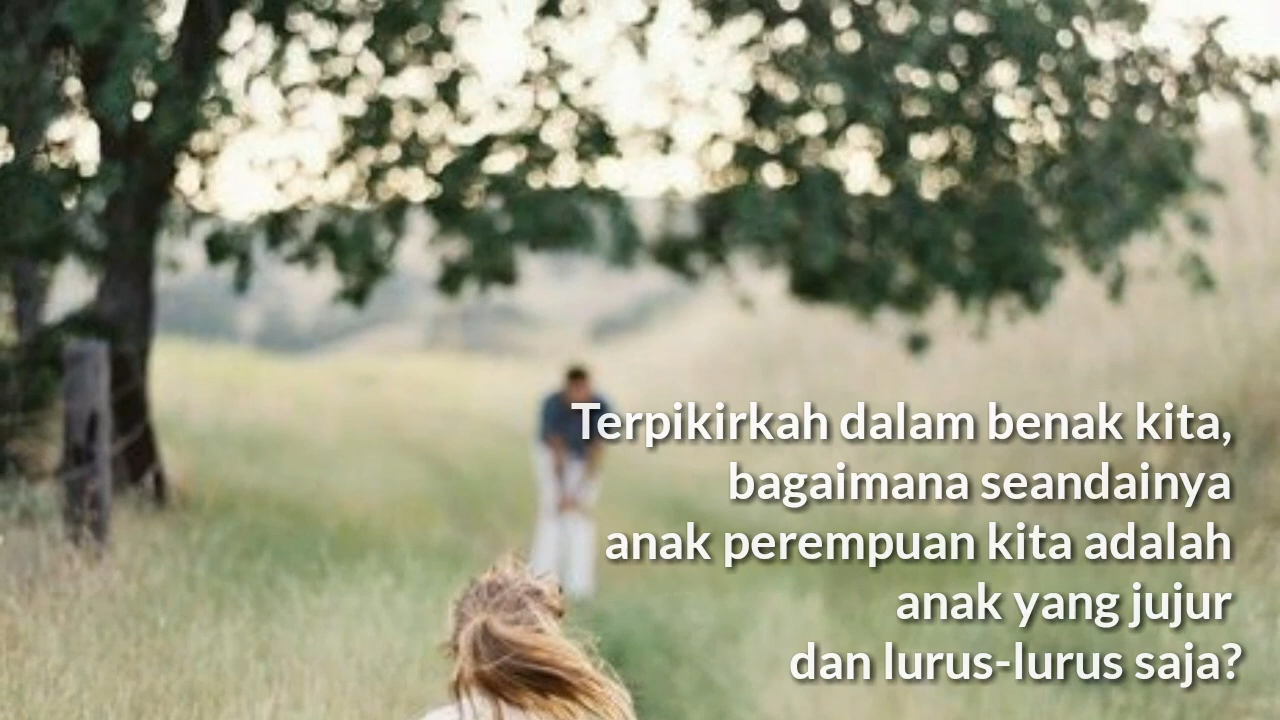 Terpikirkah dalam benak kita,
bagaimana seandainya
anak perempuan kita adalah
anak yang jujur
dan lurus-lurus saja?